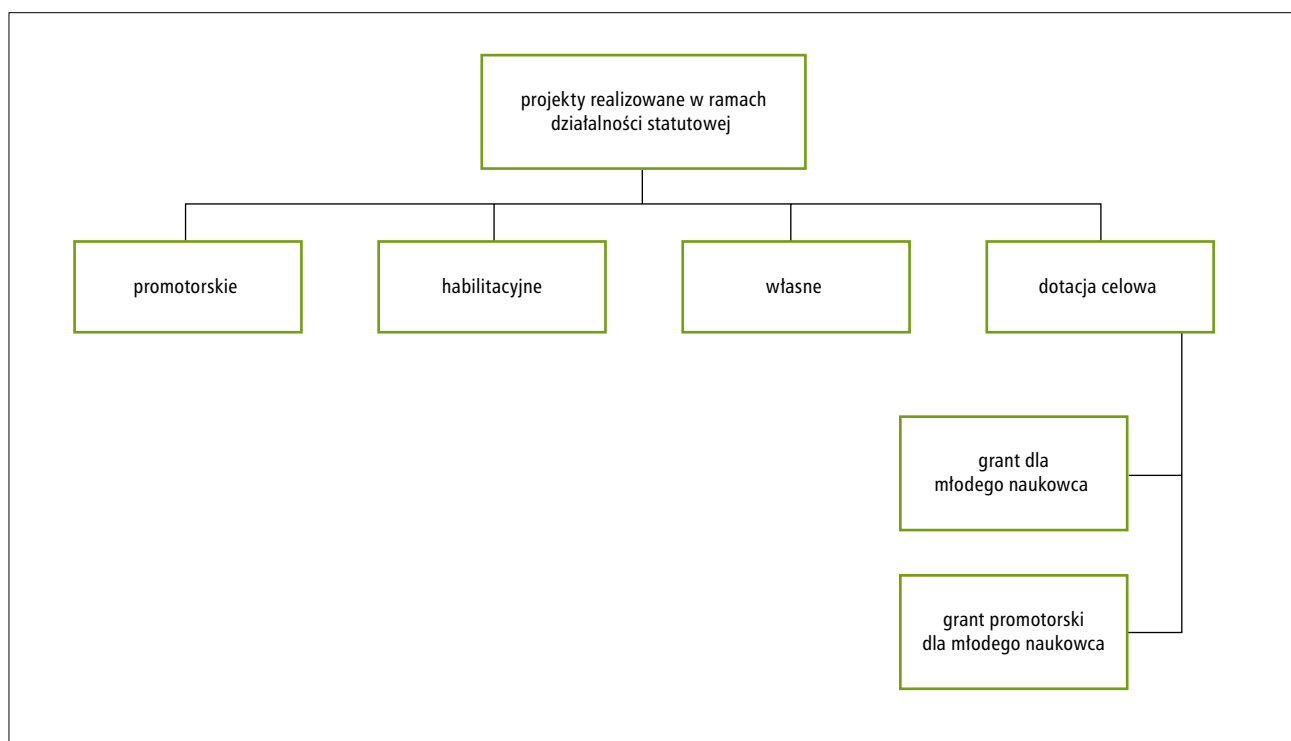 projekty realizowane w ramach
działalności statutowej
promotorskie
habilitacyjne
własne
dotacja celowa
grant dla
młodego naukowca
grant promotorski
dla młodego naukowca